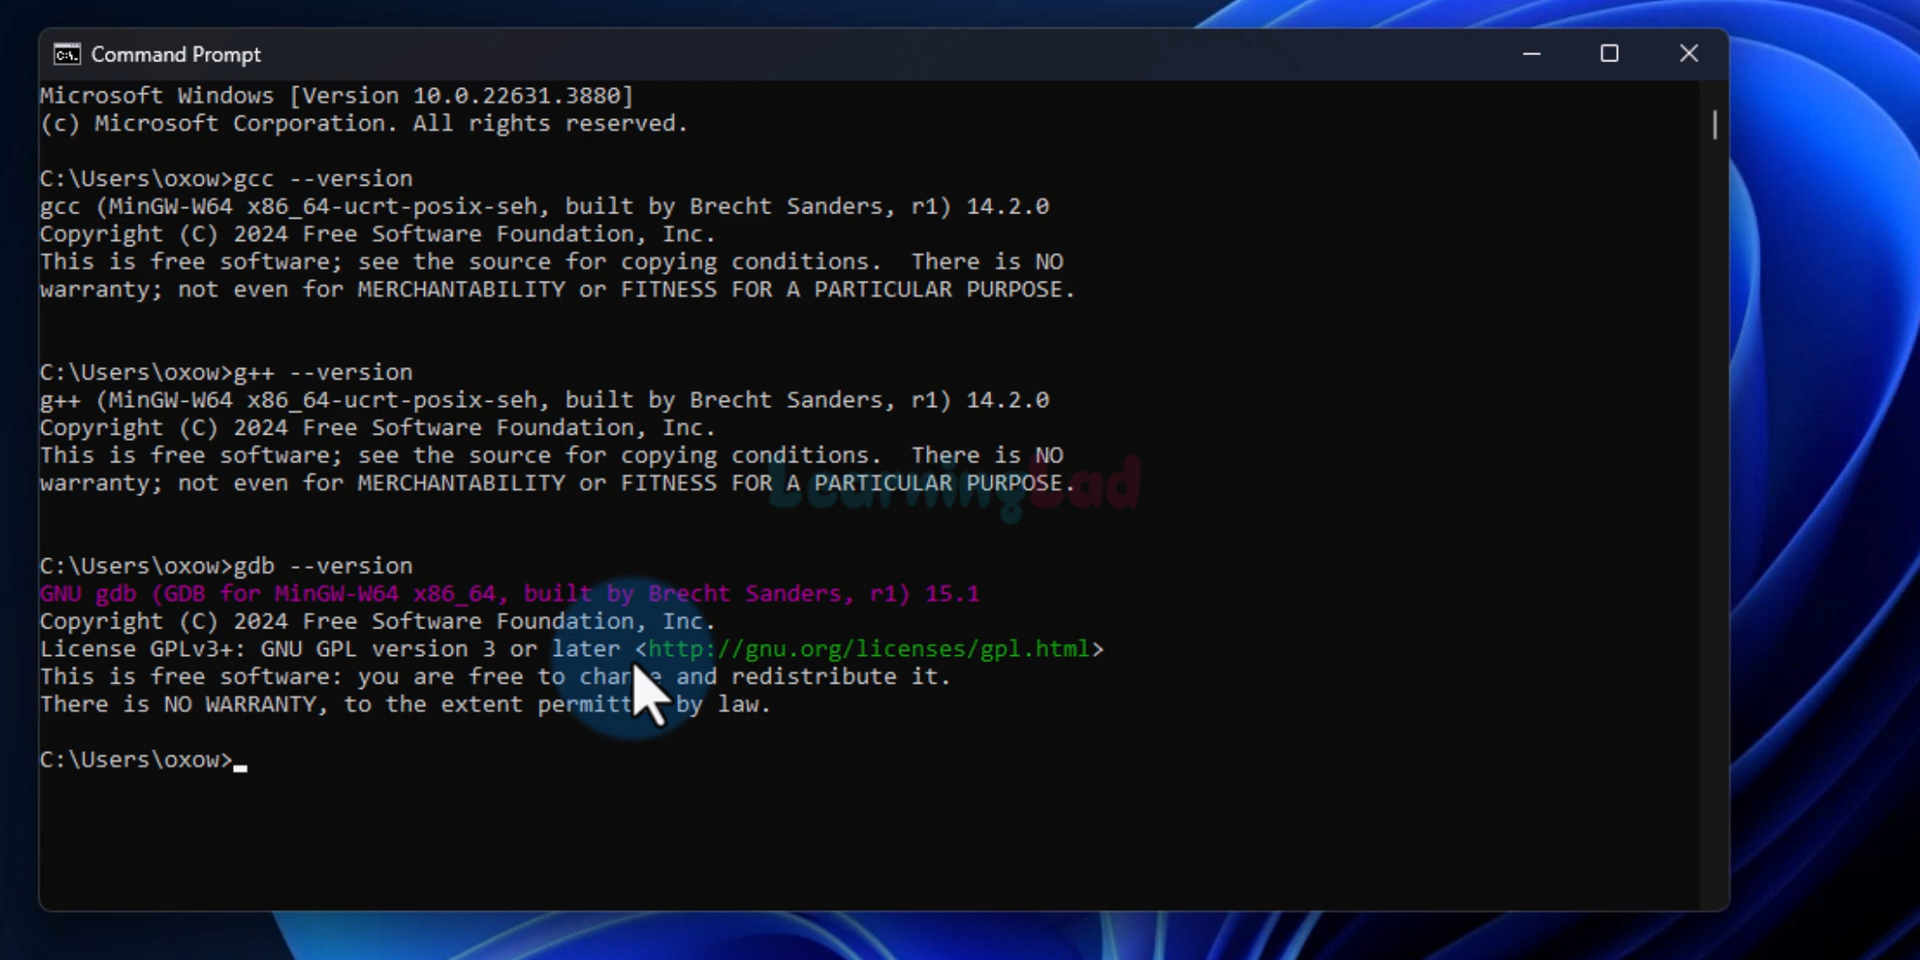 Command Prompt
Microsoft Windows [Version 10.0.22631.3880]
(c) Microsoft Corporation. All rights reserved.
C:\Users\oxow>gcc --version
gcc (MinGW-W64 x86_64-ucrt-posix-seh, built by Brecht Sanders, r1) 14.2.0
Copyright (C) 2024 Free Software Foundation, Inc.
This is free software; see the source for copying conditions.  There is NO
warranty; not even for MERCHANTABILITY or FITNESS FOR A PARTICULAR PURPOSE.
C:\Users\oxow>g++ --version
g++ (MinGW-W64 x86_64-ucrt-posix-seh, built by Brecht Sanders, r1) 14.2.0
Copyright (C) 2024 Free Software Foundation, Inc.
This is free software; see the source for copying conditions.  There is NO
warranty; not even for MERCHANTABILITY or FITNESS FOR A PARTICULAR PURPOSE.
LearningLad
C:\Users\oxow>gdb --version
GNU gdb (GDB for MinGW-W64 x86_64, built by Brecht Sanders, r1) 15.1
Copyright (C) 2024 Free Software Foundation, Inc.
License GPLv3+: GNU GPL version 3 or later <http://gnu.org/licenses/gpl.html>
This is free software: you are free to change and redistribute it.
There is NO WARRANTY, to the extent permitted by law.
C:\Users\oxow>